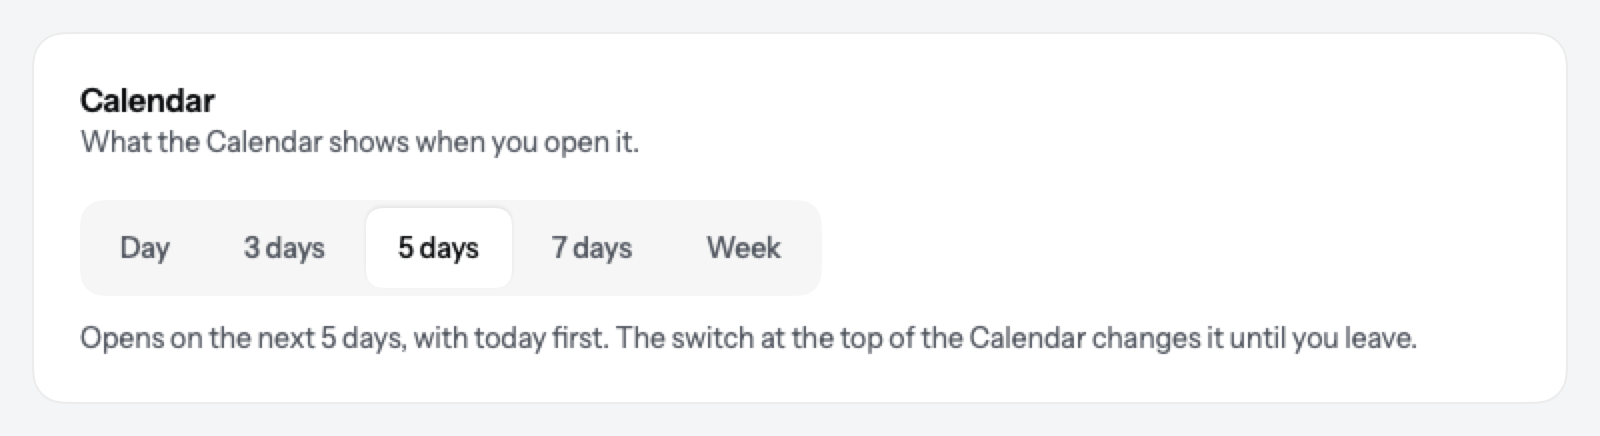 Calendar
What the Calendar shows when you open it.
Day 3 days 5 days 7 days Week
Opens on the next 5 days, with today first. The switch at the top of the Calendar changes it until you leave.